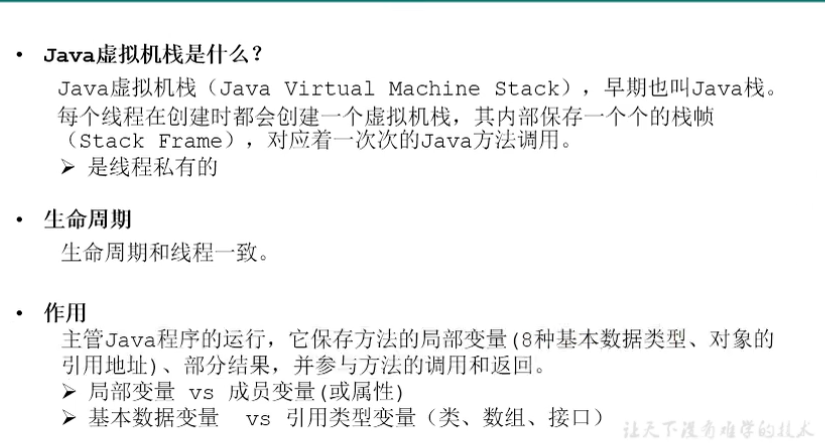 • Java虚拟机栈是什么?
Java虚拟机栈（Java Virtual Machine Stack），早期也叫Java栈。
每个线程在创建时都会创建一个虚拟机栈，其内部保存一个个的栈帧
（Stack Frame），对应着一次次的Java方法调用。
➢ 是线程私有的
• 生命周期
生命周期和线程一致。
• 作用
主管Java程序的运行，它保存方法的局部变量(8种基本数据类型、对象的
引用地址)、部分结果，并参与方法的调用和返回。
➢ 局部变量 vs 成员变量(或属性)
➢ 基本数据变量 vs 引用类型变量（类、数组、接口）
让天下没有难学的技术